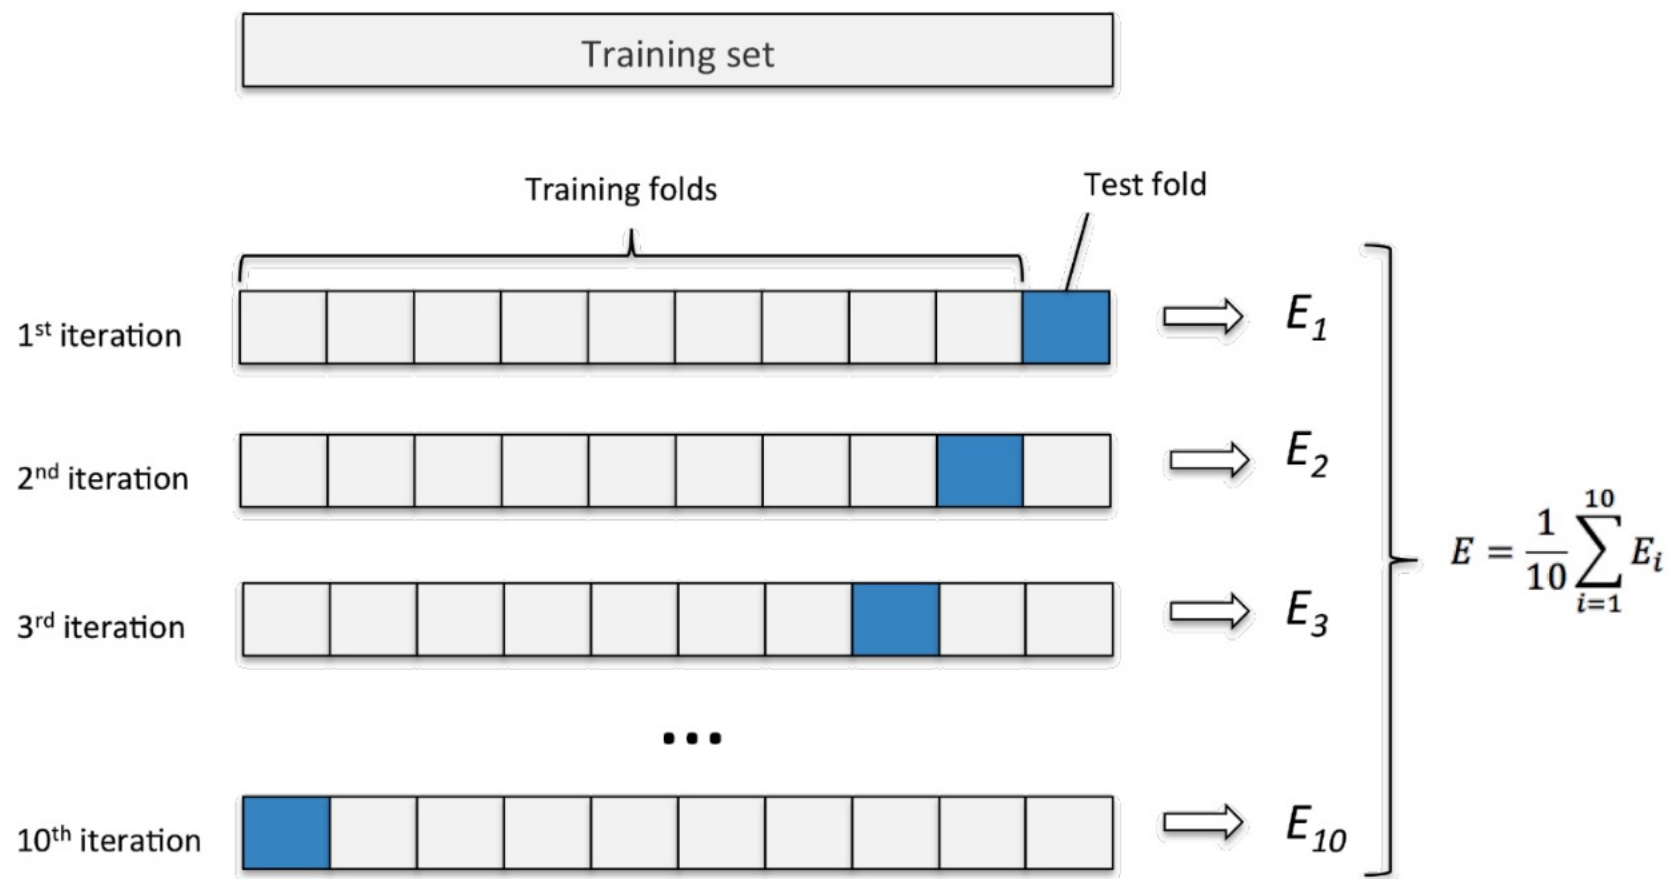 Training set
Training folds
Test fold
1st iteration
E1
2nd iteration
E2
3rd iteration
E3
...
10th iteration
E10
E = 1/10 ∑_{i=1}^{10} E_i